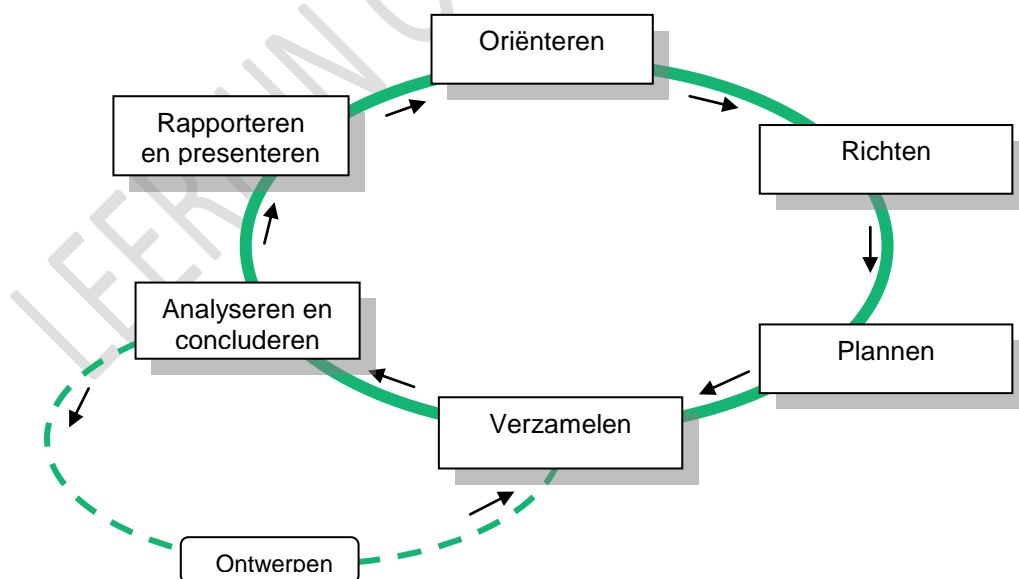 Oriënteren
Rapporteren
en presenteren
Richten
Analyseren en
concluderen
Plannen
Verzamelen
Ontwerpen